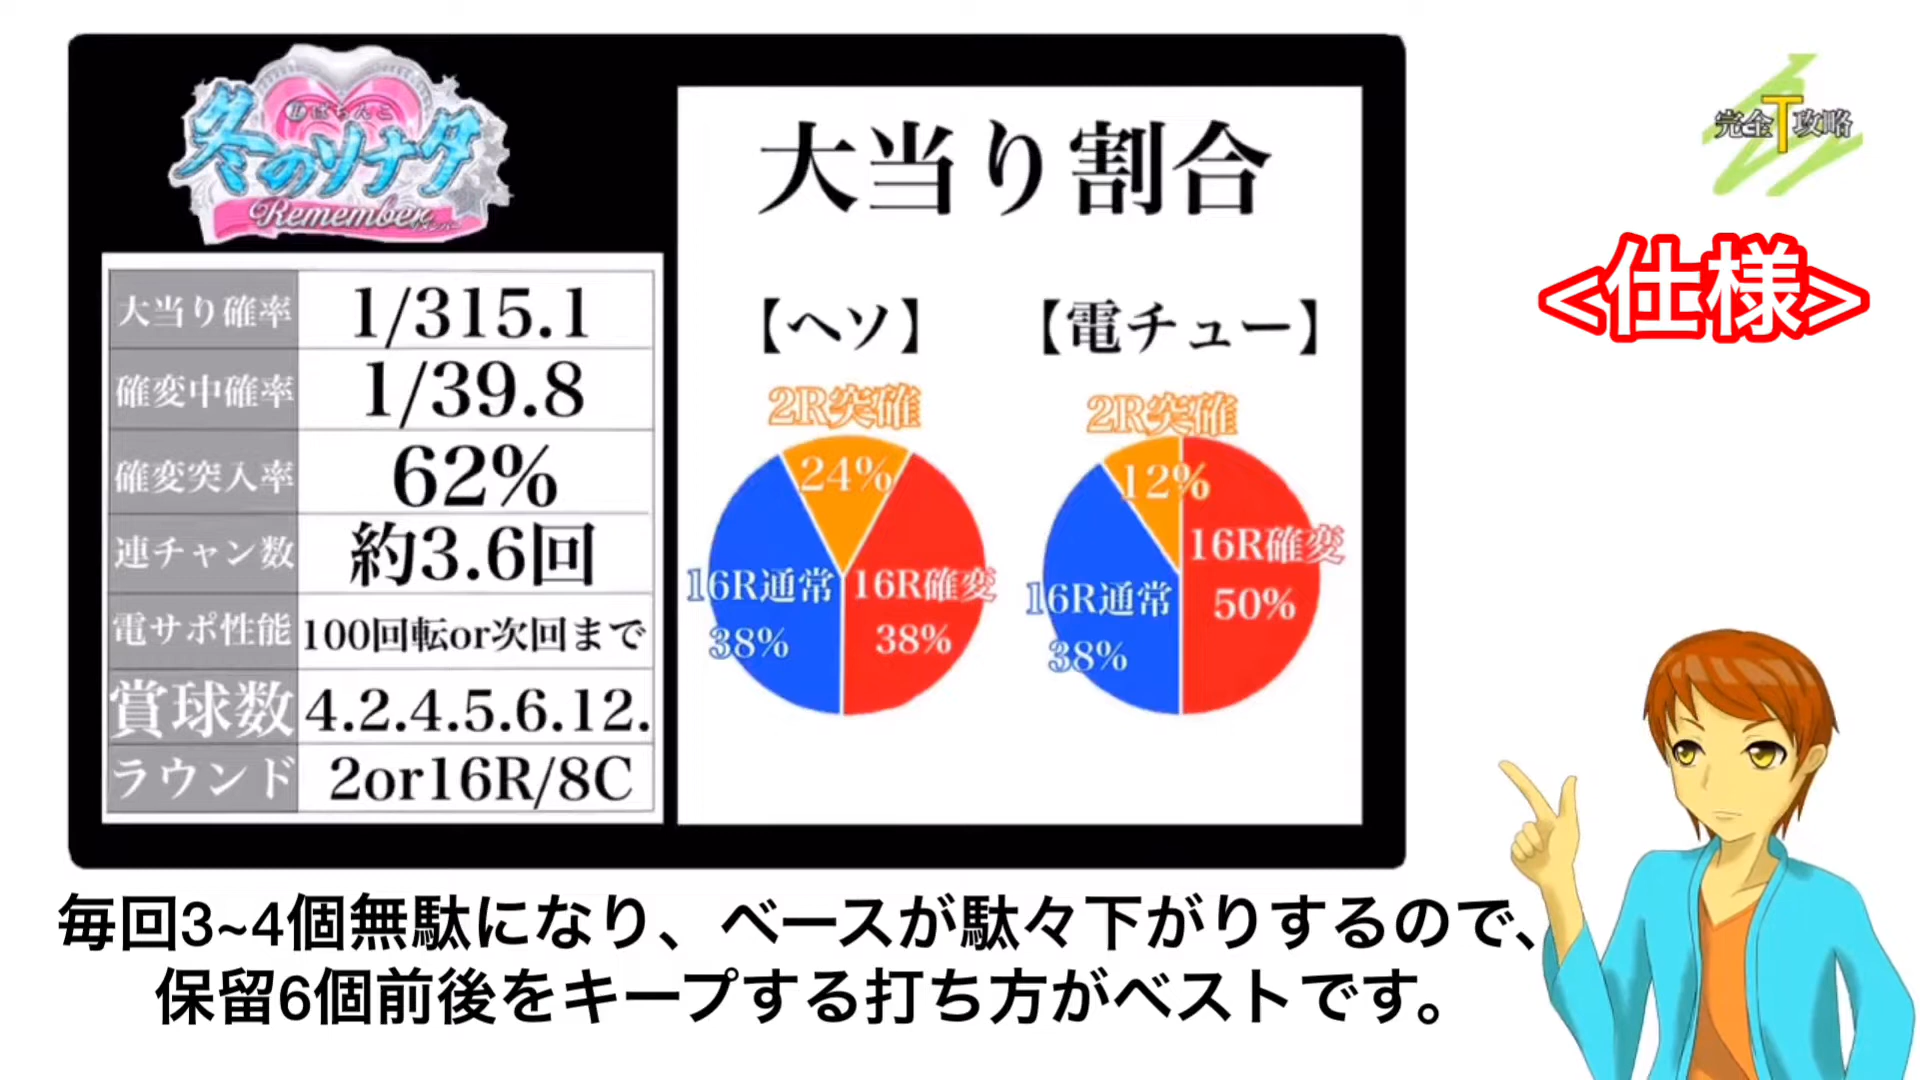 ぱちんこ
冬のソナタ
Remember
大当り確率 1/315.1
確変中確率 1/39.8
確変突入率 62%
連チャン数 約3.6回
電サポ性能 100回転or次回まで
賞球数 4.2.4.5.6.12.
ラウンド 2or16R/8C
大当り割合
【ヘソ】
2R突確
24%
16R通常
38%
16R確変
38%
【電チュー】
2R突確
12%
16R確変
50%
16R通常
38%
完全T攻略
<仕様>
毎回3~4個無駄になり、ベースが駄々下がりするので、
保留6個前後をキープする打ち方がベストです。